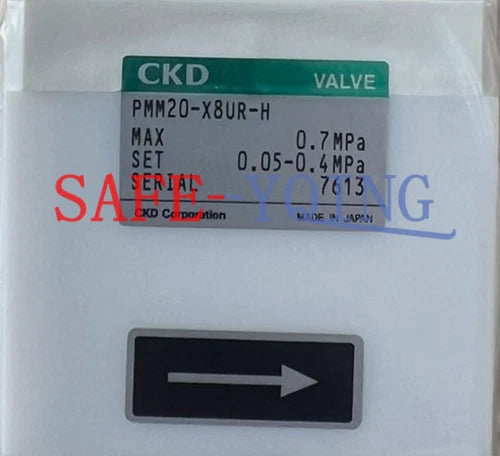 CKD VALVE
PMM20-X8UR-H
MAX 0.7MPa
SET 0.05-0.4MPa
SERIAL 7613
SAFE-YOUNG
CKD Corporation MADE IN JAPAN